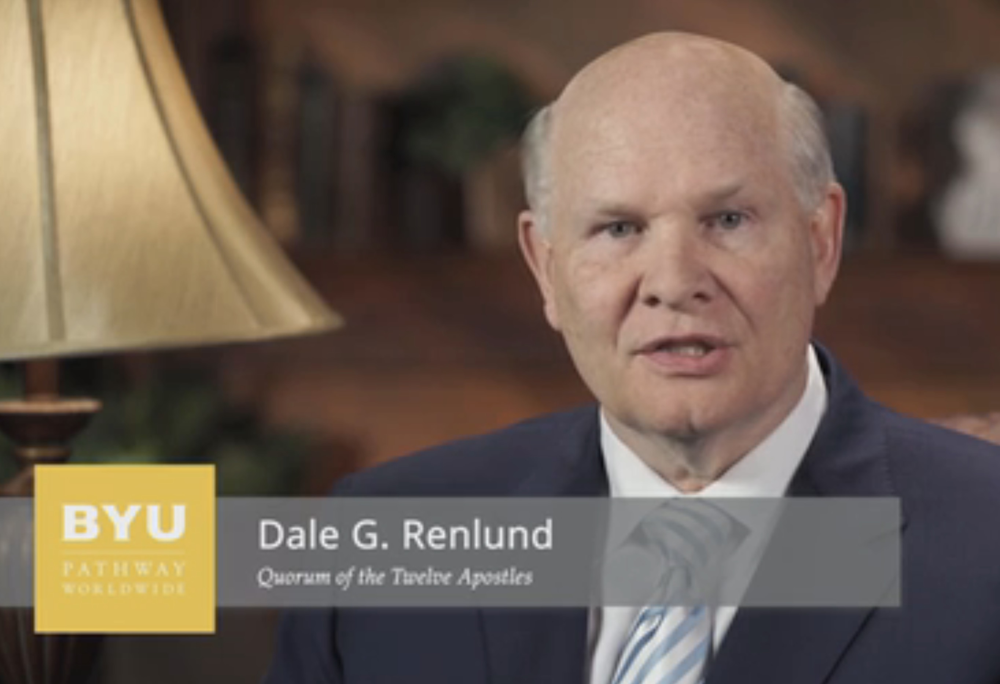 BYU
PATHWAY
WORLDWIDE
Dale G. Renlund
Quorum of the Twelve Apostles